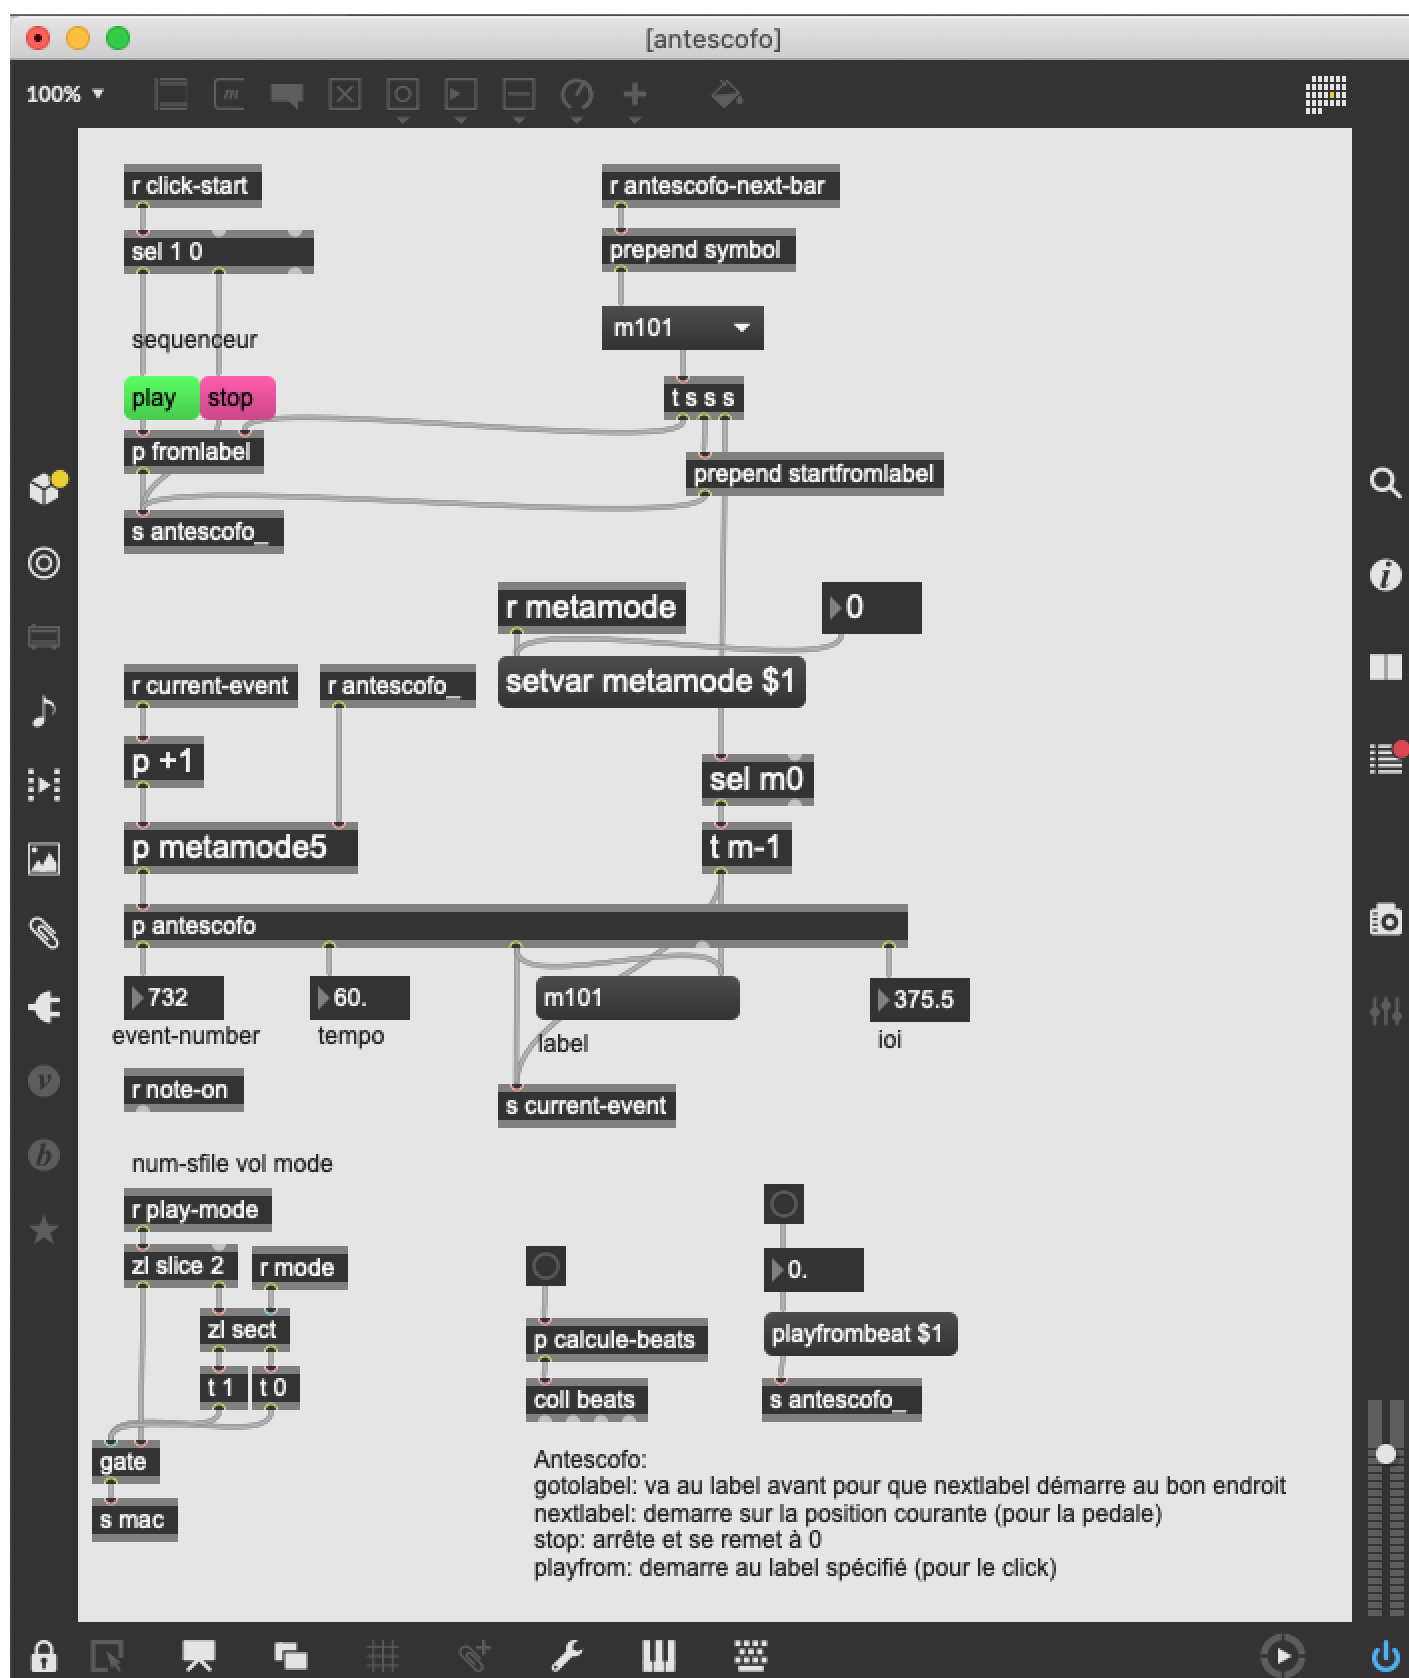 [antescofo]
100%
m
r click-start
r antescofo-next-bar
sel 1 0
prepend symbol
m101
sequenceur
play
stop
t s s s
p fromlabel
prepend startfromlabel
s antescofo_
r metamode
0
r current-event
r antescofo_
setvar metamode $1
p +1
sel m0
p metamode5
t m-1
p antescofo
732
60.
m101
375.5
event-number
tempo
label
ioi
r note-on
s current-event
num-sfile vol mode
r play-mode
zl slice 2
r mode
0.
zl sect
p calcule-beats
playfrombeat $1
t 1
t 0
coll beats
s antescofo_
gate
s mac
Antescofo:
gotolabel: va au label avant pour que nextlabel démarre au bon endroit
nextlabel: demarre sur la position courante (pour la pedale)
stop: arrête et se remet à 0
playfrom: demarre au label spécifié (pour le click)